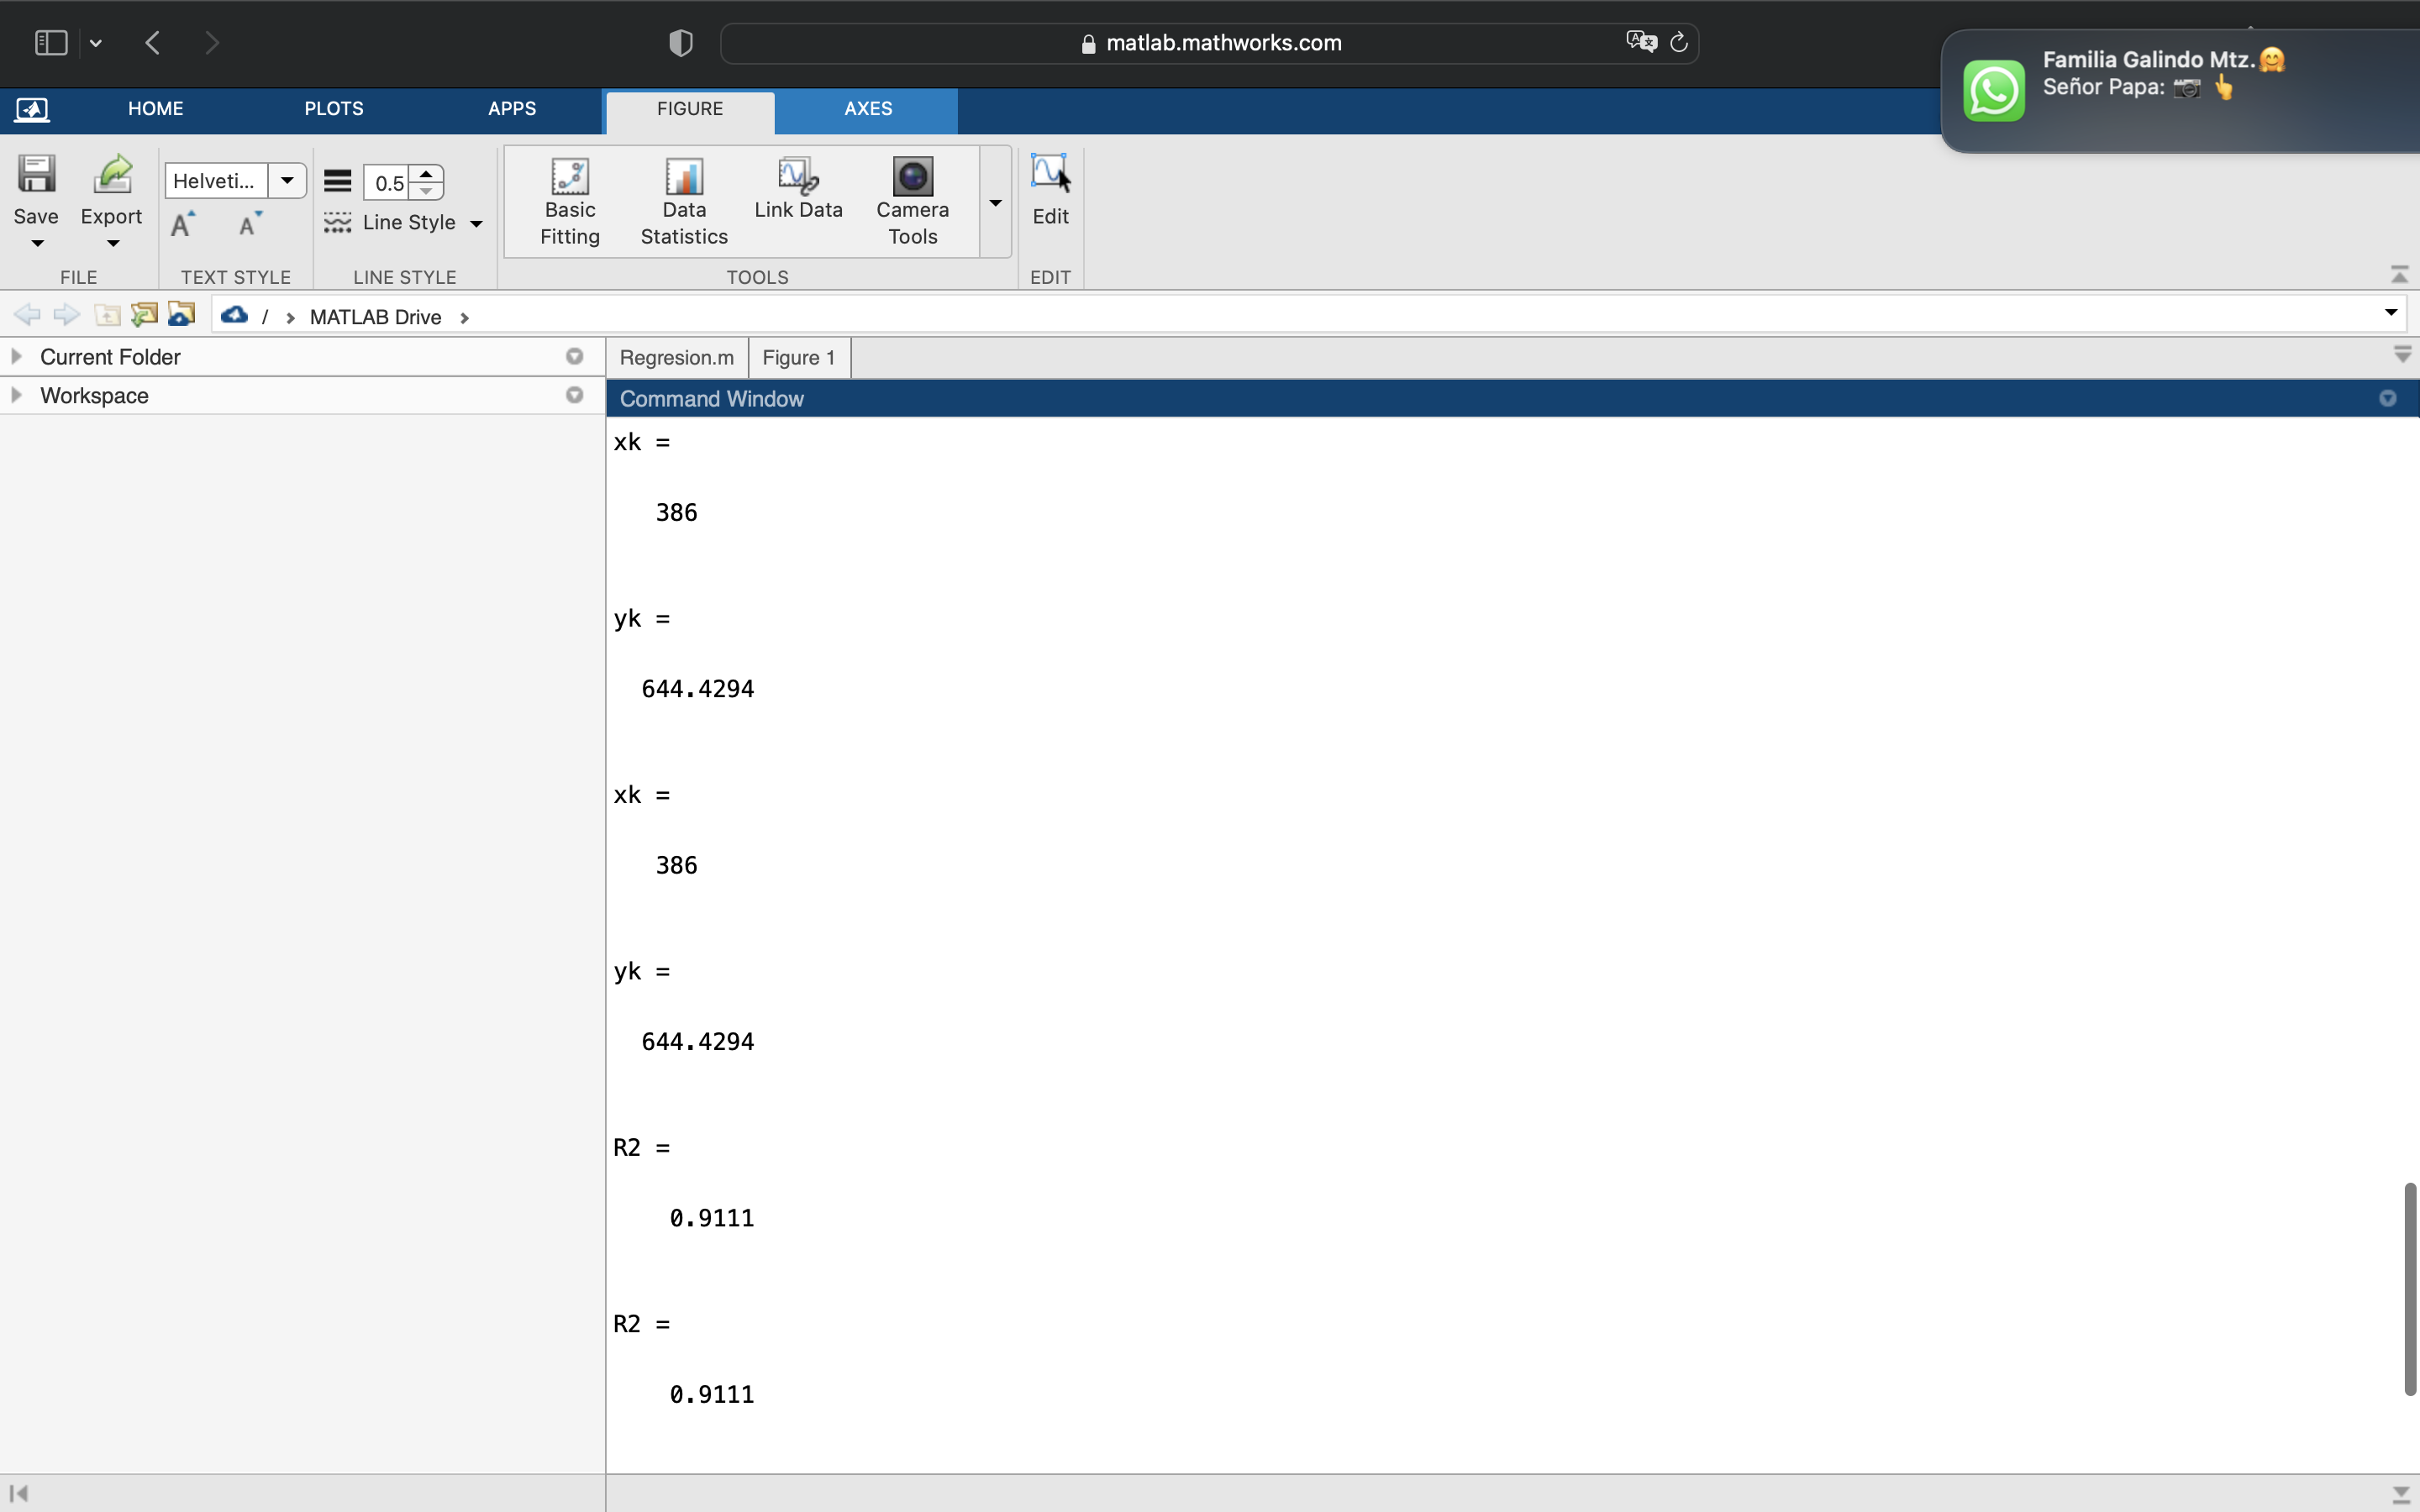 matlab.mathworks.com
Familia Galindo Mtz.🤗
Señor Papa: 📷 👆
HOME PLOTS APPS FIGURE AXES
Save Export
Helveti...
0.5
Line Style
Basic Fitting
Data Statistics
Link Data
Camera Tools
Edit
FILE TEXT STYLE LINE STYLE TOOLS EDIT
/ › MATLAB Drive ›
Current Folder
Workspace
Regresion.m Figure 1
Command Window
xk =
386
yk =
644.4294
xk =
386
yk =
644.4294
R2 =
0.9111
R2 =
0.9111